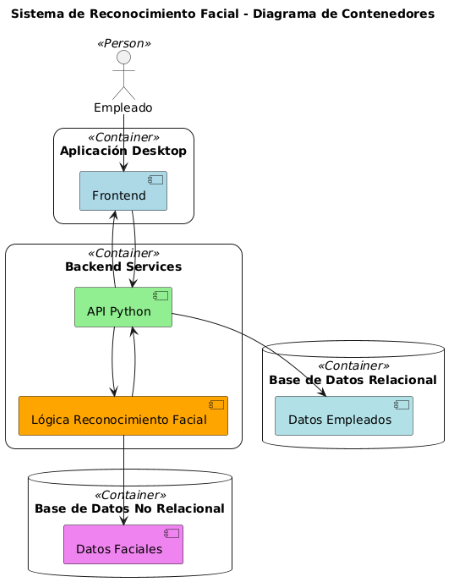 Sistema de Reconocimiento Facial - Diagrama de Contenedores
«Person»
Empleado
«Container»
Aplicación Desktop
Frontend
«Container»
Backend Services
API Python
Lógica Reconocimiento Facial
«Container»
Base de Datos Relacional
Datos Empleados
«Container»
Base de Datos No Relacional
Datos Faciales